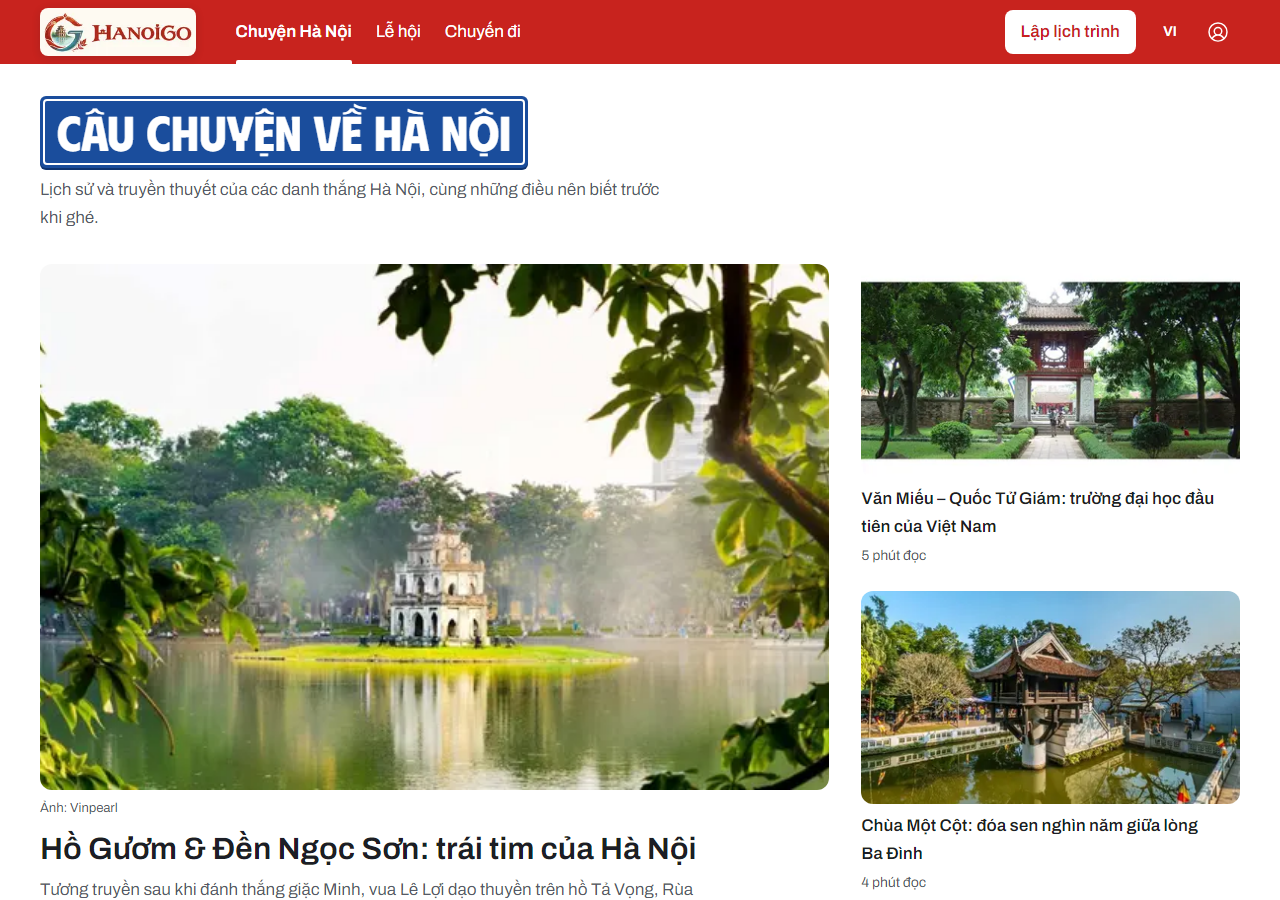 HANOIGO
Chuyện Hà Nội
Lễ hội
Chuyến đi
Lập lịch trình
VI
CÂU CHUYỆN VỀ HÀ NỘI
Lịch sử và truyền thuyết của các danh thắng Hà Nội, cùng những điều nên biết trước
khi ghé.
Ảnh: Vinpearl
Hồ Gươm & Đền Ngọc Sơn: trái tim của Hà Nội
Tương truyền sau khi đánh thắng giặc Minh, vua Lê Lợi dạo thuyền trên hồ Tả Vọng, Rùa
Văn Miếu – Quốc Tử Giám: trường đại học đầu
tiên của Việt Nam
5 phút đọc
Chùa Một Cột: đóa sen nghìn năm giữa lòng
Ba Đình
4 phút đọc